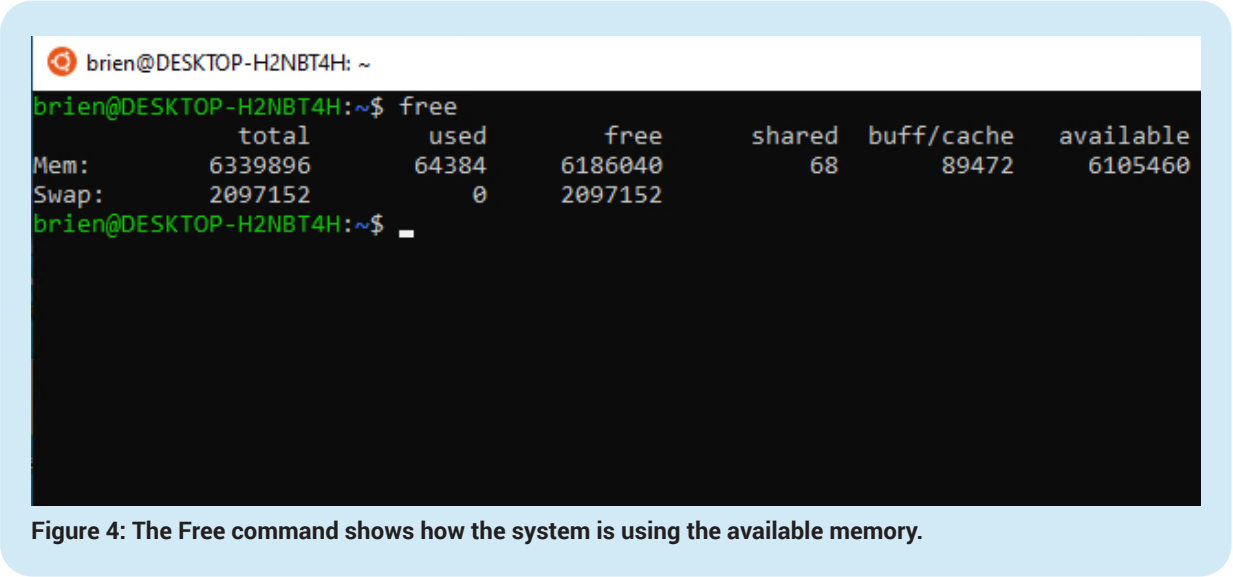 brien@DESKTOP-H2NBT4H: ~
brien@DESKTOP-H2NBT4H:~$ free
total used free shared buff/cache available
Mem: 6339896 64384 6186040 68 89472 6105460
Swap: 2097152 0 2097152
brien@DESKTOP-H2NBT4H:~$
Figure 4: The Free command shows how the system is using the available memory.